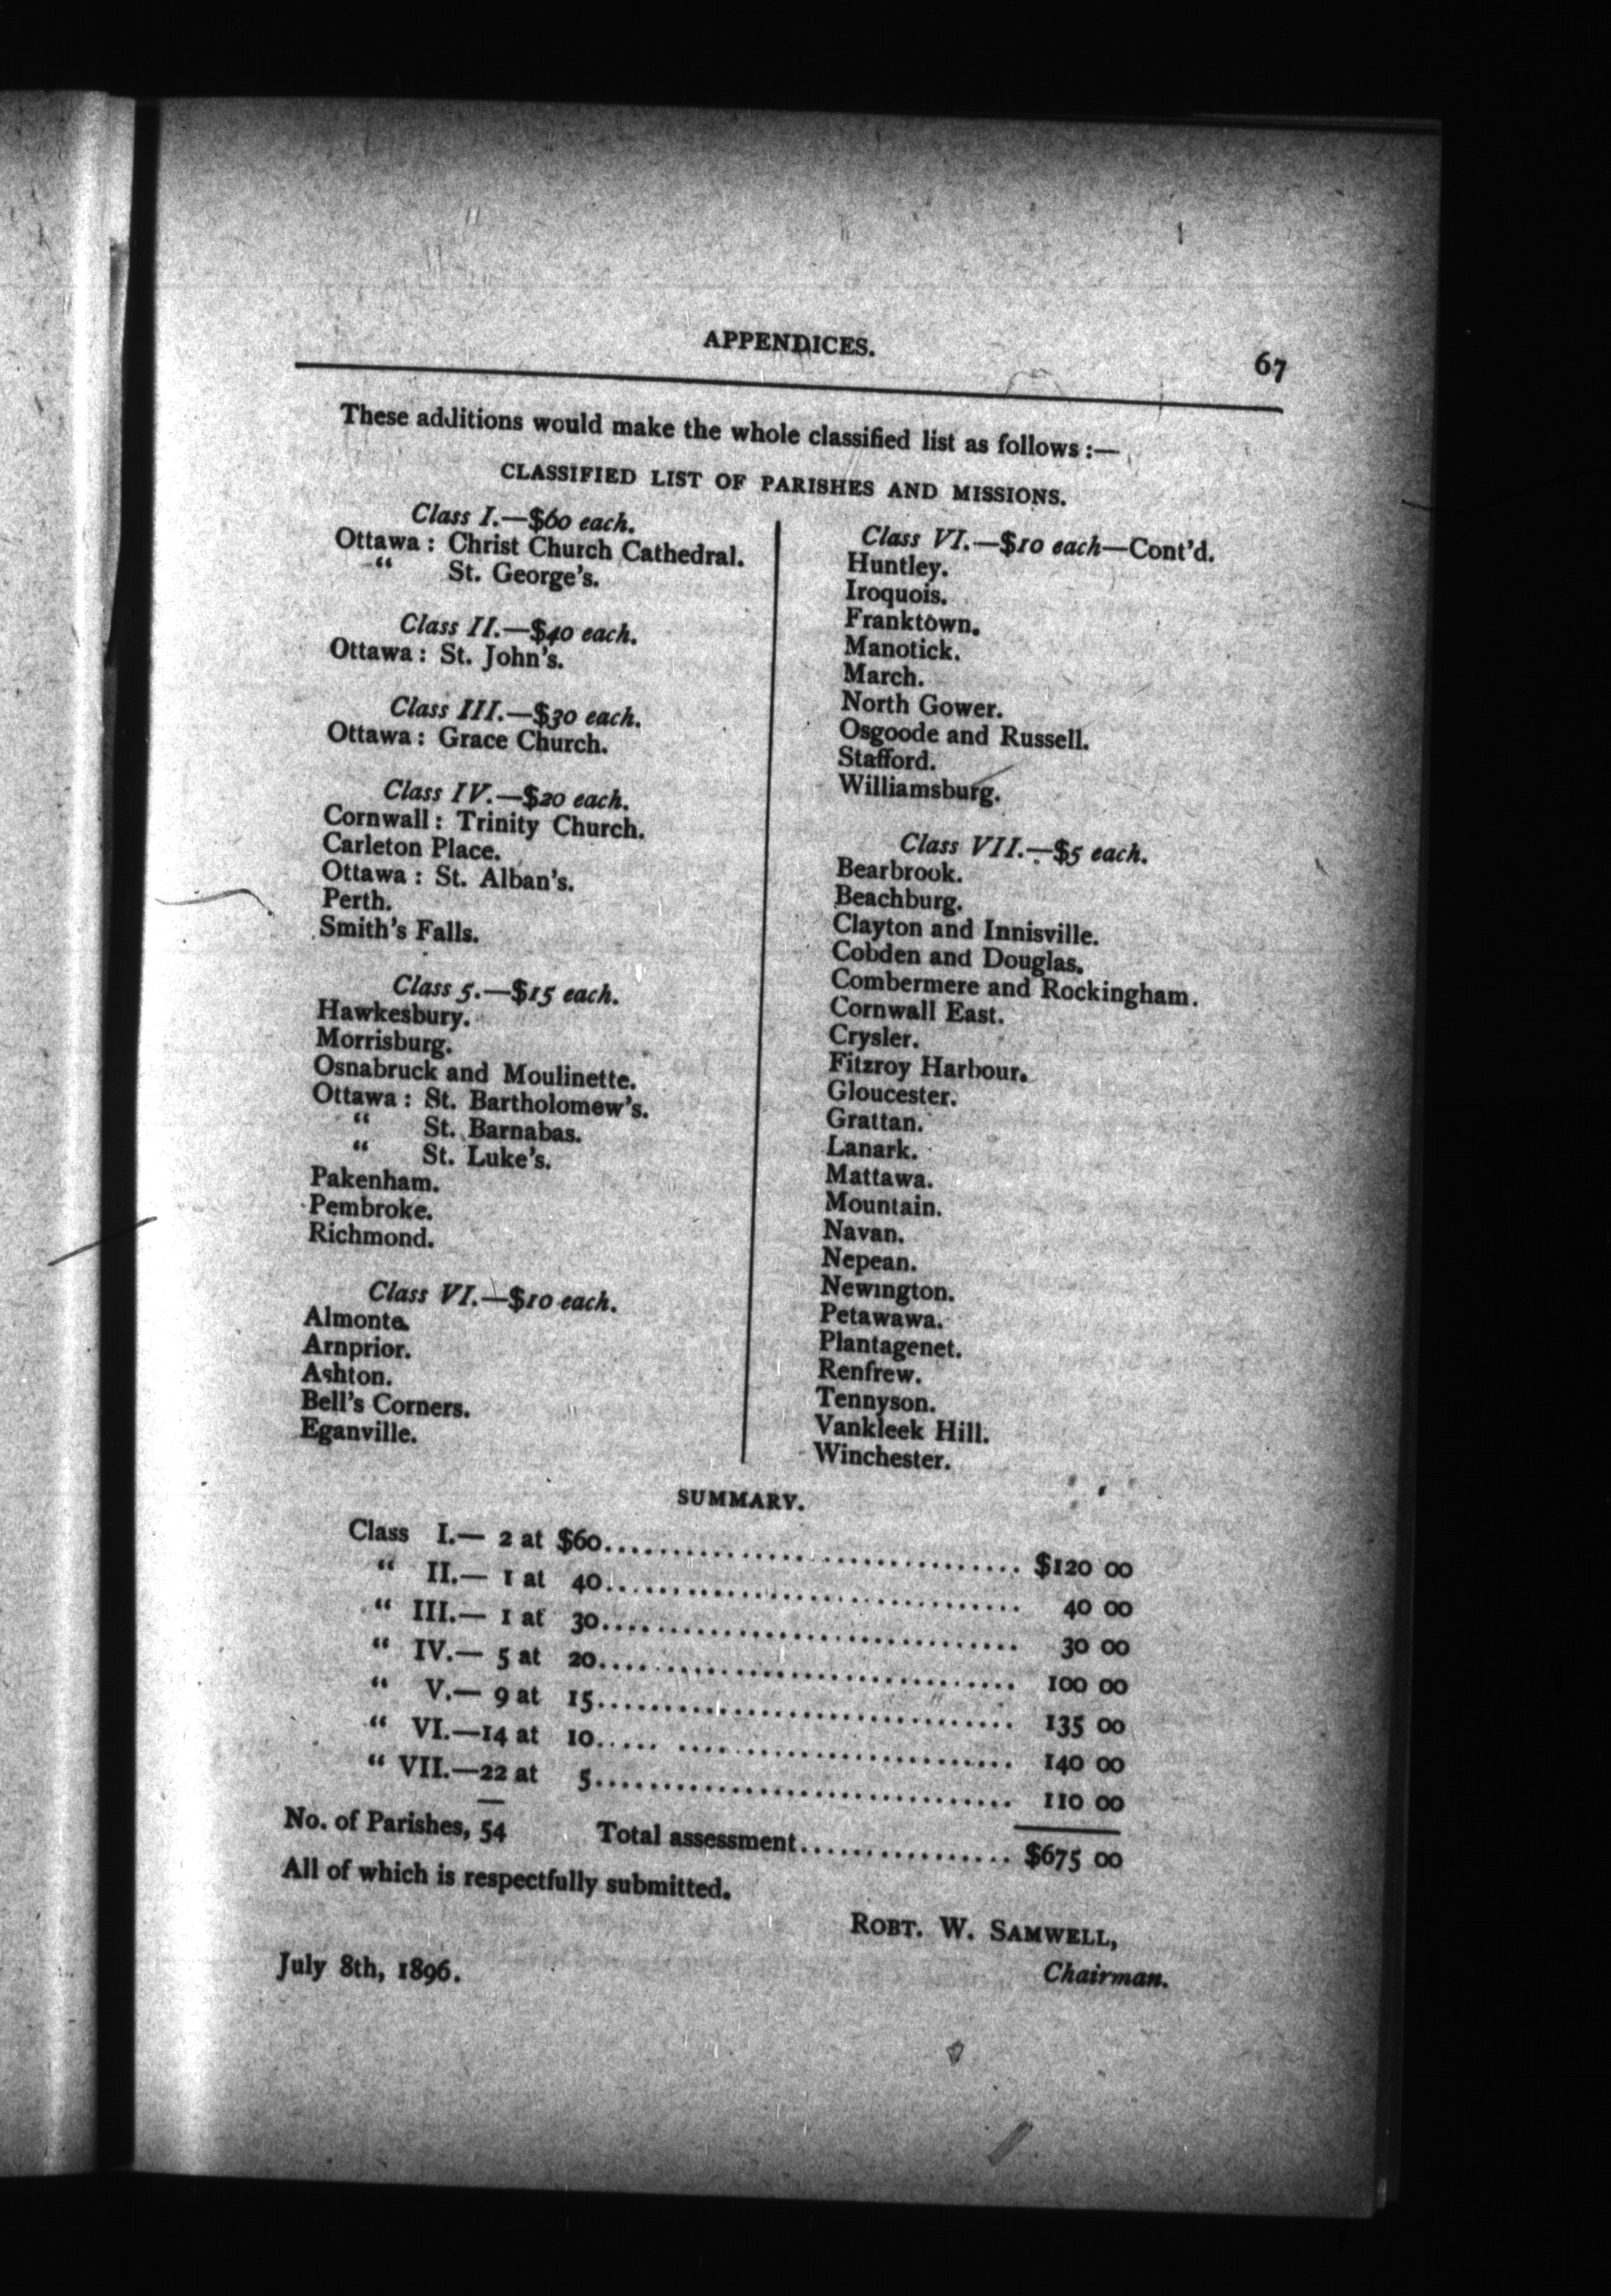 APPENDICES.
67
These additions would make the whole classified list as follows :—
CLASSIFIED LIST OF PARISHES AND MISSIONS.
Class I.—$60 each.
Ottawa : Christ Church Cathedral.
“ St. George's.
Class II.—$40 each.
Ottawa : St. John's.
Class III.—$30 each.
Ottawa : Grace Church.
Class IV.—$20 each.
Cornwall : Trinity Church.
Carleton Place.
Ottawa : St. Alban's.
Perth.
Smith's Falls.
Class 5.—$15 each.
Hawkesbury.
Morrisburg.
Osnabruck and Moulinette.
Ottawa : St. Bartholomew's.
“ St. Barnabas.
“ St. Luke's.
Pakenham.
Pembroke.
Richmond.
Class VI.—$10 each.
Almonte.
Arnprior.
Ashton.
Bell's Corners.
Eganville.
Class VI.—$10 each—Cont'd.
Huntley.
Iroquois.
Franktown.
Manotick.
March.
North Gower.
Osgoode and Russell.
Stafford.
Williamsburg.
Class VII.—$5 each.
Bearbrook.
Beachburg.
Clayton and Innisville.
Cobden and Douglas.
Combermere and Rockingham.
Cornwall East.
Crysler.
Fitzroy Harbour.
Gloucester.
Grattan.
Lanark.
Mattawa.
Mountain.
Navan.
Nepean.
Newington.
Petawawa.
Plantagenet.
Renfrew.
Tennyson.
Vankleek Hill.
Winchester.
SUMMARY.
Class I.— 2 at $60.................................... $120 00
“ II.— 1 at 40.................................... 40 00
“ III.— 1 at 30.................................... 30 00
“ IV.— 5 at 20.................................... 100 00
“ V.— 9 at 15.................................... 135 00
“ VI.—14 at 10.................................... 140 00
“ VII.—22 at 5.................................... 110 00
No. of Parishes, 54 Total assessment................ $675 00
All of which is respectfully submitted.
ROBT. W. SAMWELL,
July 8th, 1896. Chairman.